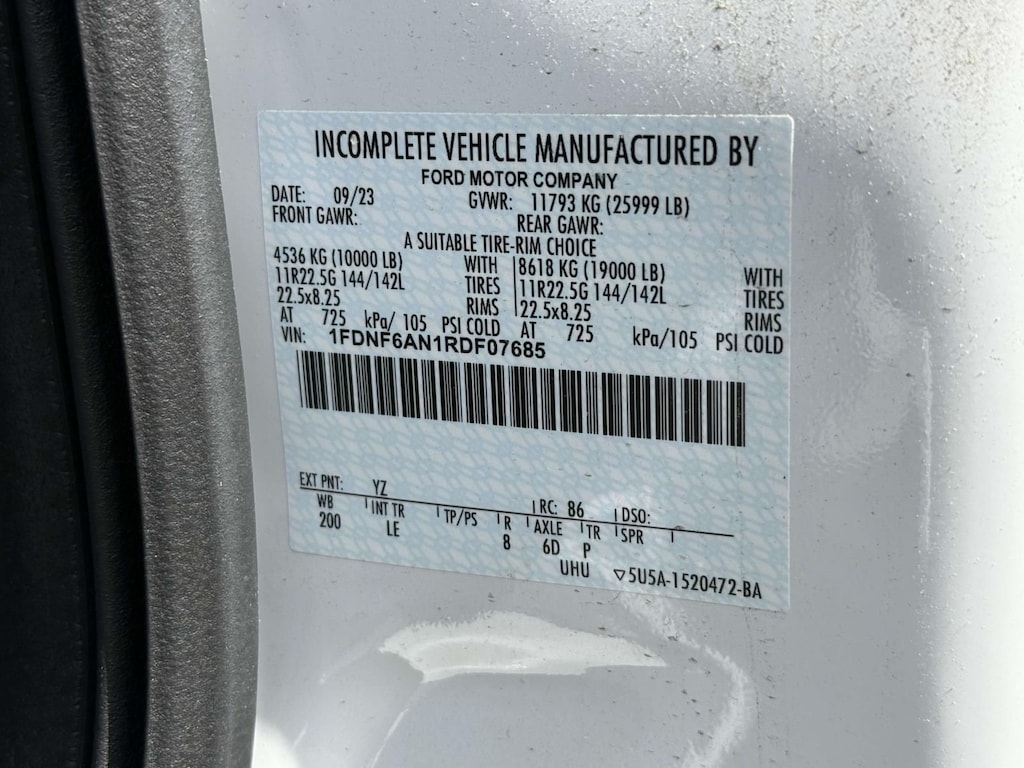 INCOMPLETE VEHICLE MANUFACTURED BY
FORD MOTOR COMPANY
DATE: 09/23 GVWR: 11793 KG (25999 LB)
FRONT GAWR: REAR GAWR:
A SUITABLE TIRE-RIM CHOICE
4536 KG (10000 LB) WITH 8618 KG (19000 LB) WITH
11R22.5G 144/142L TIRES 11R22.5G 144/142L TIRES
22.5x8.25 RIMS 22.5x8.25 RIMS
AT 725 kPa/ 105 PSI COLD AT 725 kPa/105 PSI COLD
VIN: 1FDNF6AN1RDF07685
EXT PNT: YZ RC: 86 DSO:
WB INT TR TP/PS R AXLE TR SPR
200 LE 8 6D P
UHU ▽5U5A-1520472-BA